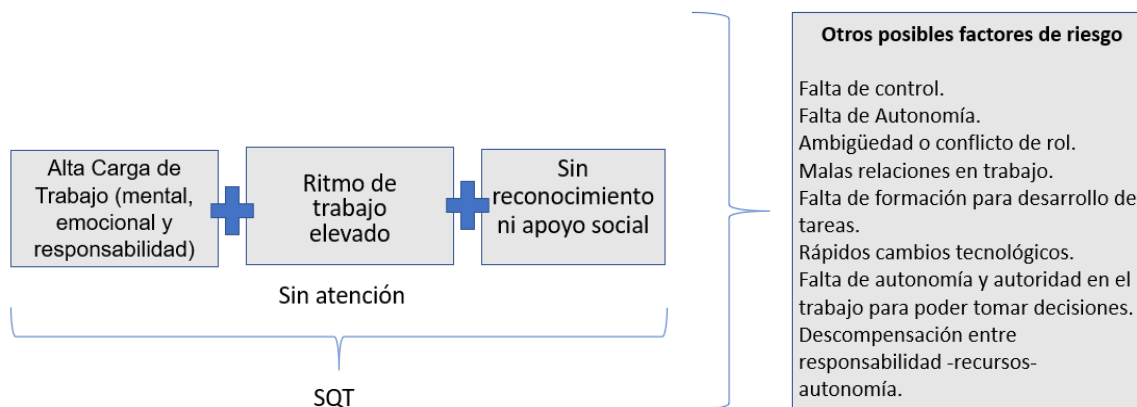 Alta Carga de
Trabajo (mental,
emocional y
responsabilidad)
Ritmo de
trabajo
elevado
Sin
reconocimiento
ni apoyo social
Sin atención
SQT
Otros posibles factores de riesgo
Falta de control.
Falta de Autonomía.
Ambigüedad o conflicto de rol.
Malas relaciones en trabajo.
Falta de formación para desarrollo de
tareas.
Rápidos cambios tecnológicos.
Falta de autonomía y autoridad en el
trabajo para poder tomar decisiones.
Descompensación entre
responsabilidad -recursos-
autonomía.